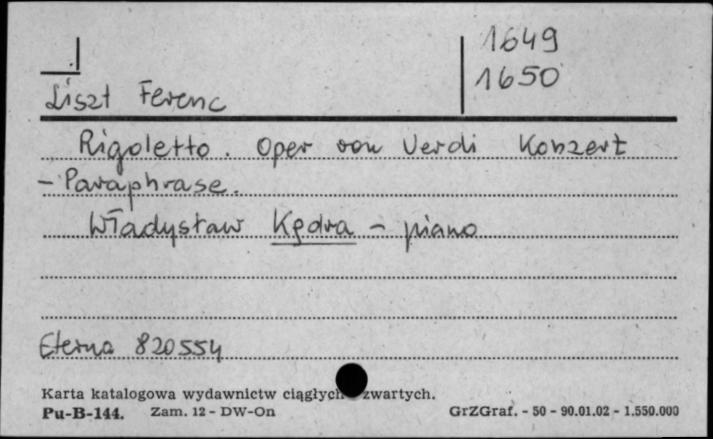 1649
1650
Liszt Ferenc
Rigoletto. Oper von Verdi Konzert
- Paraphrase.
Władysław Kędra - piano
Eterna 820554
Karta katalogowa wydawnictw ciągłych zwartych.
Pu-B-144. Zam. 12 - DW-On GrZGraf. - 50 - 90.01.02 - 1.550.000